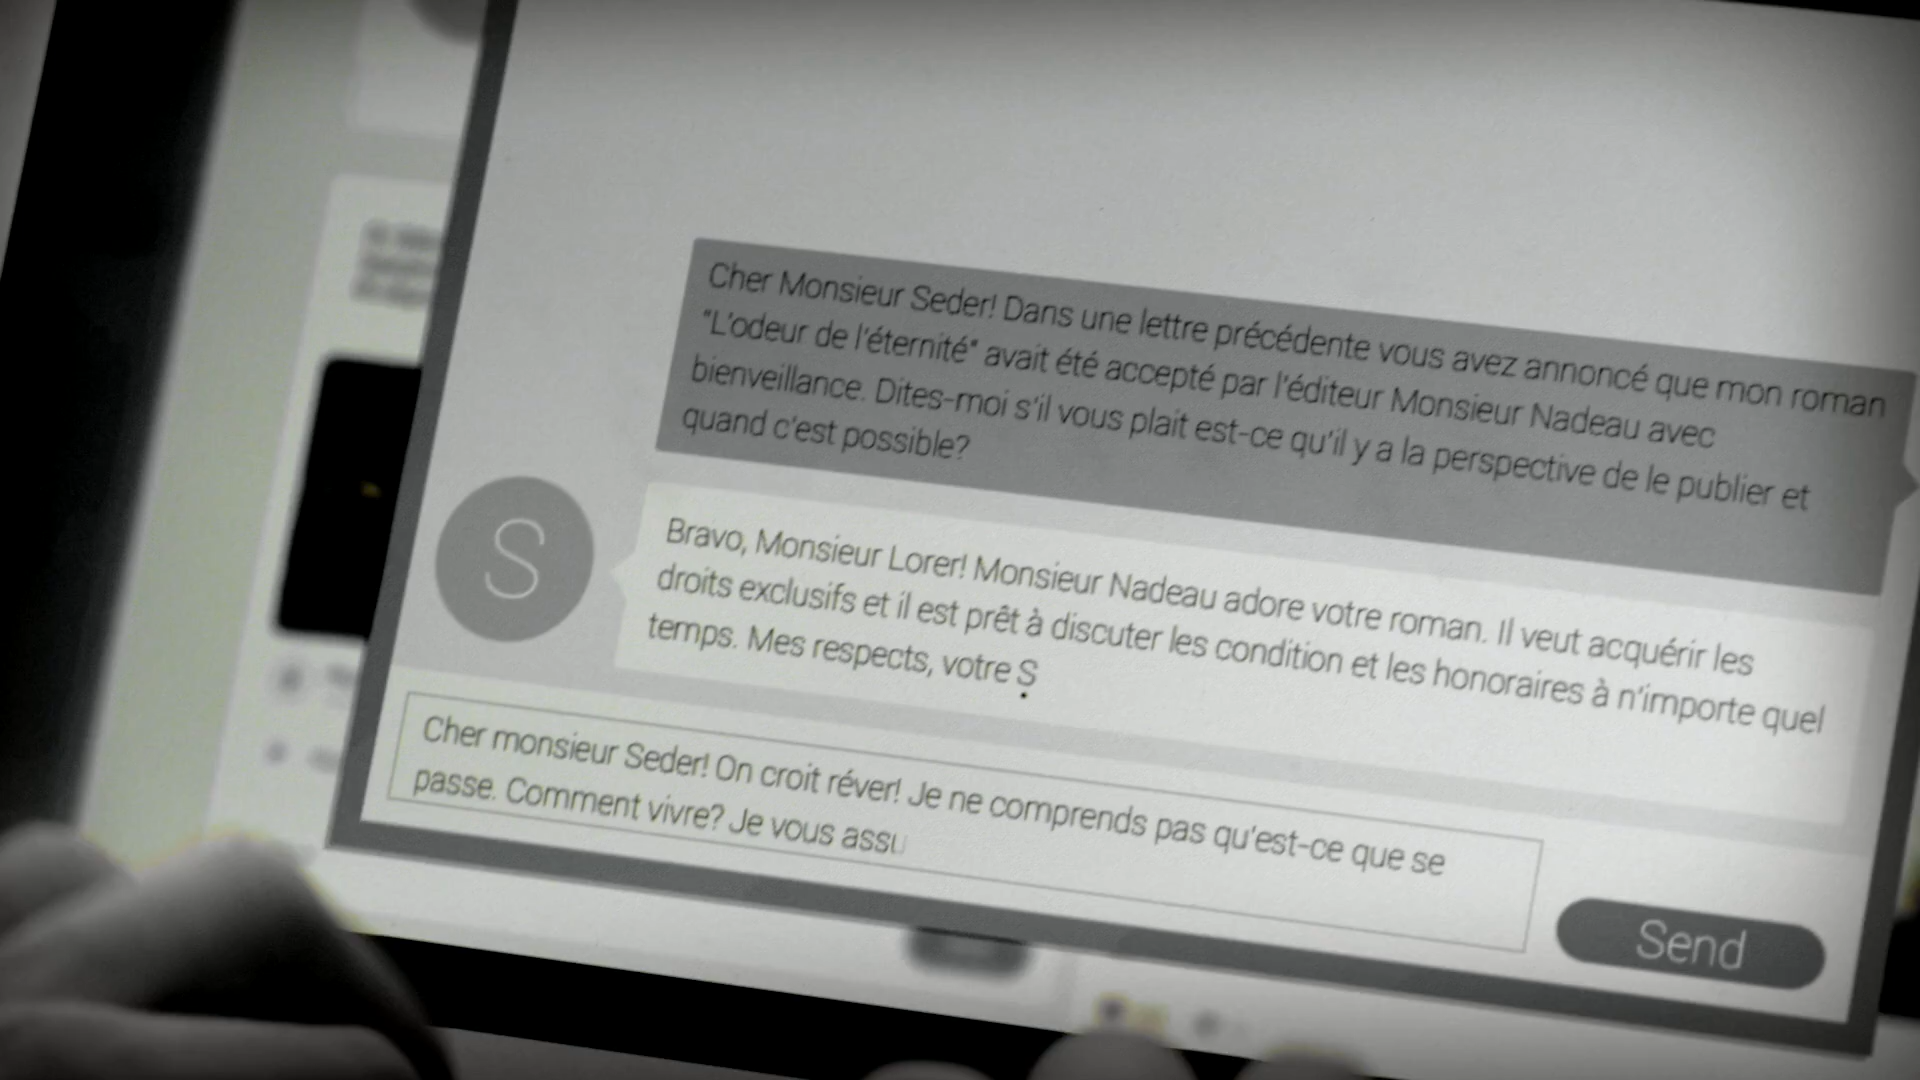 Cher Monsieur Seder! Dans une lettre précédente vous avez annoncé que mon roman
"L'odeur de l'éternité" avait été accepté par l'éditeur Monsieur Nadeau avec
bienveillance. Dites-moi s'il vous plait est-ce qu'il y a la perspective de le publier et
quand c'est possible?
S
Bravo, Monsieur Lorer! Monsieur Nadeau adore votre roman. Il veut acquérir les
droits exclusifs et il est prêt à discuter les condition et les honoraires à n'importe quel
temps. Mes respects, votre S
Cher monsieur Seder! On croit réver! Je ne comprends pas qu'est-ce que se
passe. Comment vivre? Je vous assu
Send